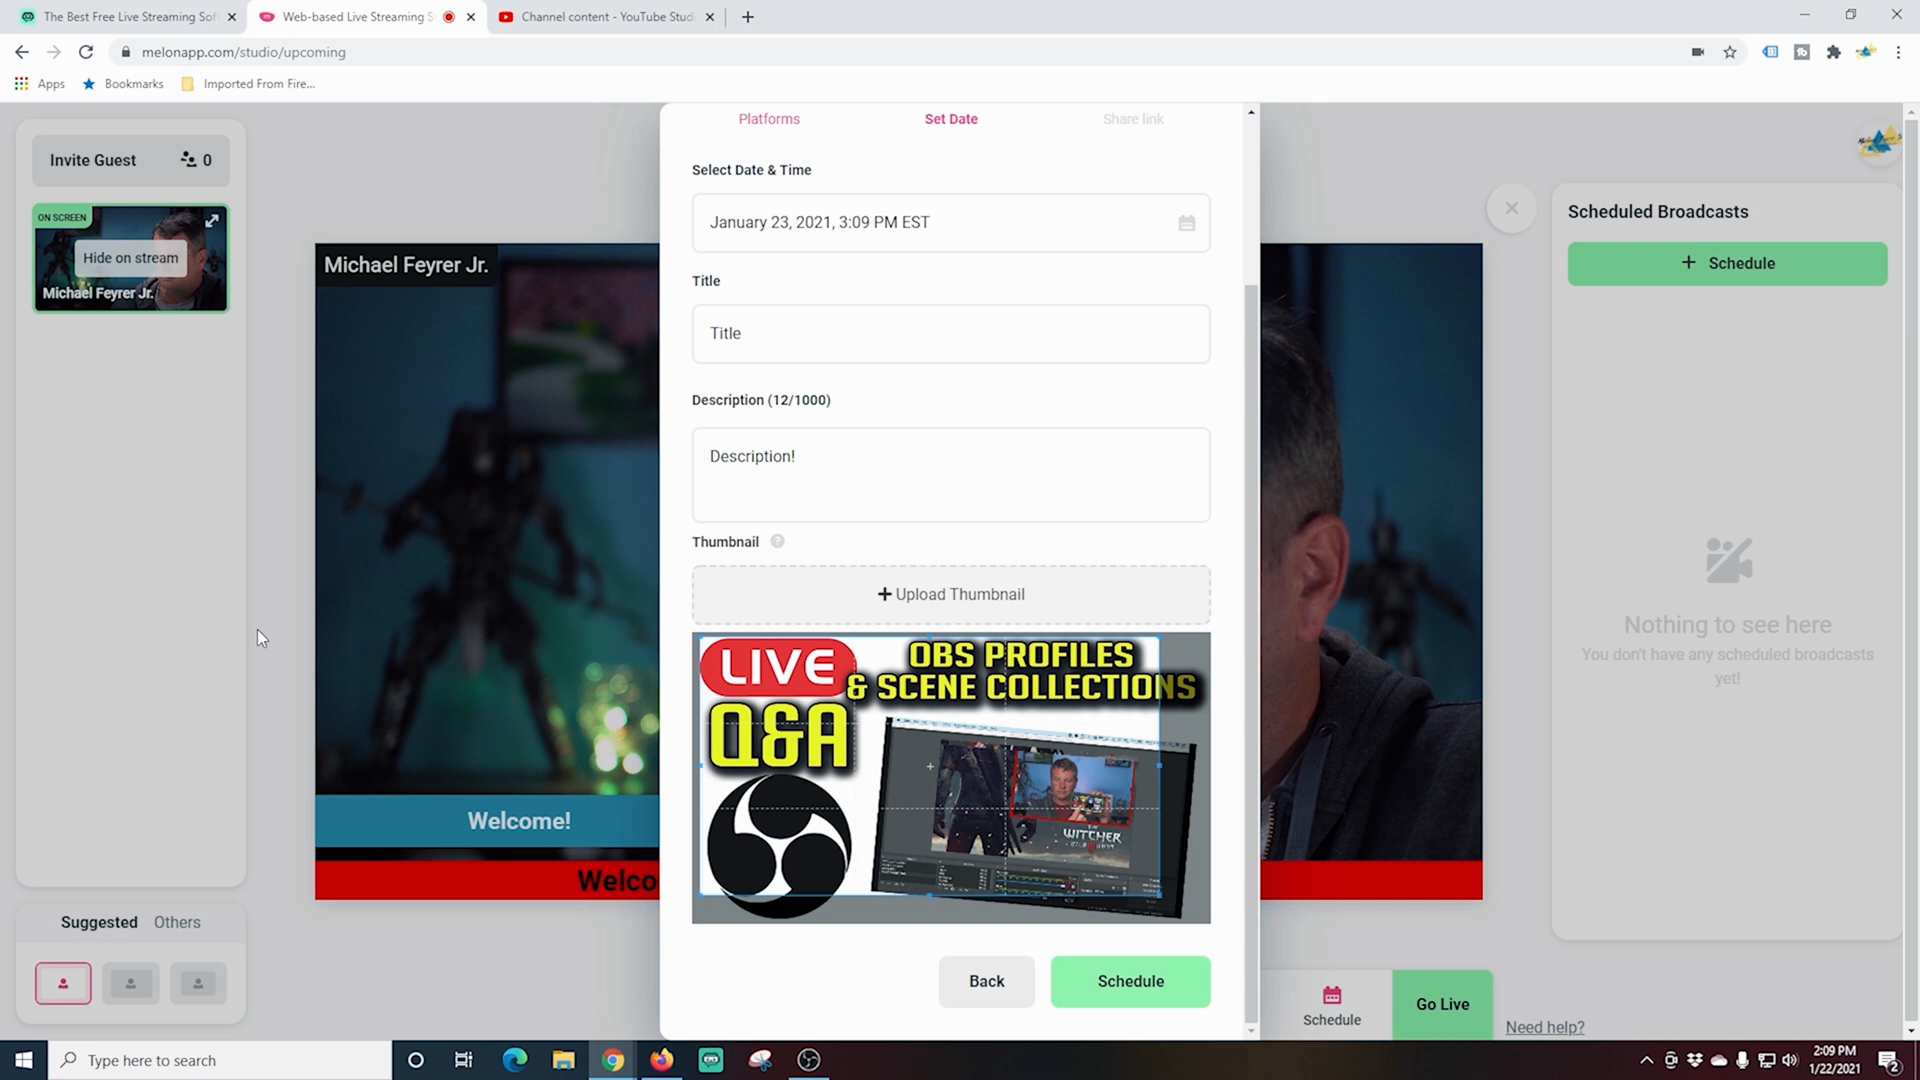 The Best Free Live Streaming Sof
Web-based Live Streaming S
Channel content - YouTube Studi
melonapp.com/studio/upcoming
Apps
Bookmarks
Imported From Fire...
Platforms
Set Date
Share link
Invite Guest
0
ON SCREEN
Hide on stream
Michael Feyrer Jr.
Michael Feyrer Jr.
Select Date & Time
January 23, 2021, 3:09 PM EST
Title
Title
Description (12/1000)
Description!
Thumbnail
?
+ Upload Thumbnail
LIVE
Q&A
OBS PROFILES
& SCENE COLLECTIONS
THE
WITCHER
Welcome!
Welco
Back
Schedule
Scheduled Broadcasts
+ Schedule
Nothing to see here
You don't have any scheduled broadcasts
yet!
Suggested
Others
Schedule
Go Live
Need help?
Type here to search
2:09 PM
1/22/2021
2